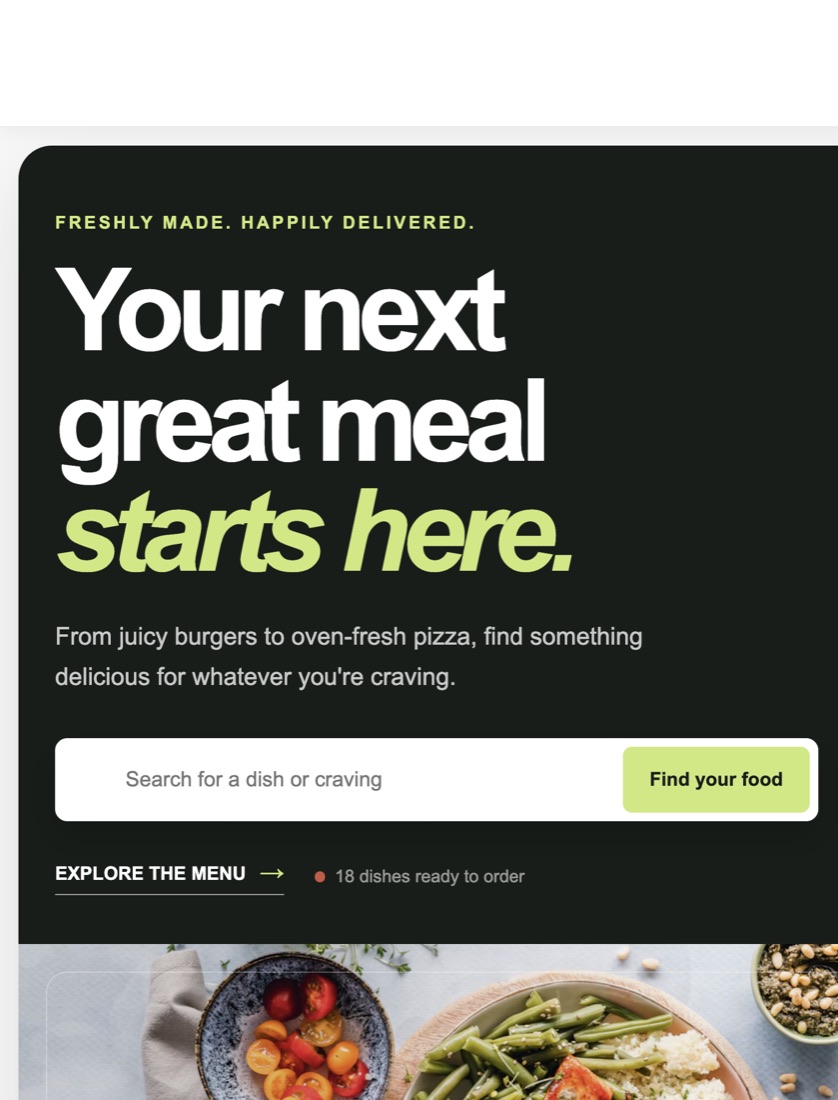 FRESHLY MADE. HAPPILY DELIVERED.
Your next
great meal
starts here.
From juicy burgers to oven-fresh pizza, find something
delicious for whatever you're craving.
Search for a dish or craving
Find your food
EXPLORE THE MENU →
18 dishes ready to order